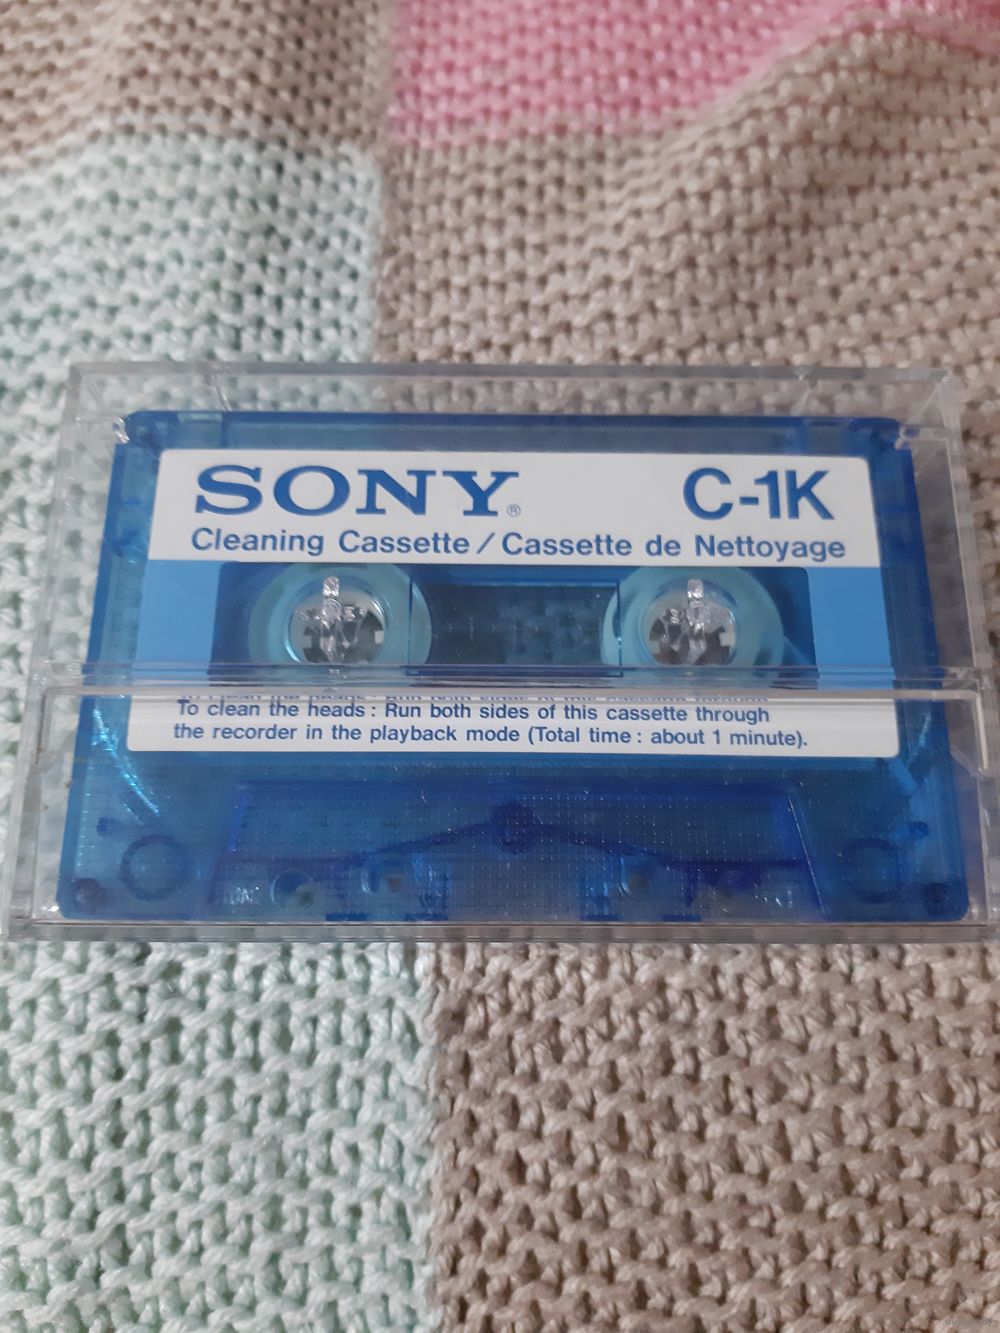 SONY® C-1K
Cleaning Cassette / Cassette de Nettoyage
To clean the heads : Run both sides of this cassette through
the recorder in the playback mode (Total time : about 1 minute).